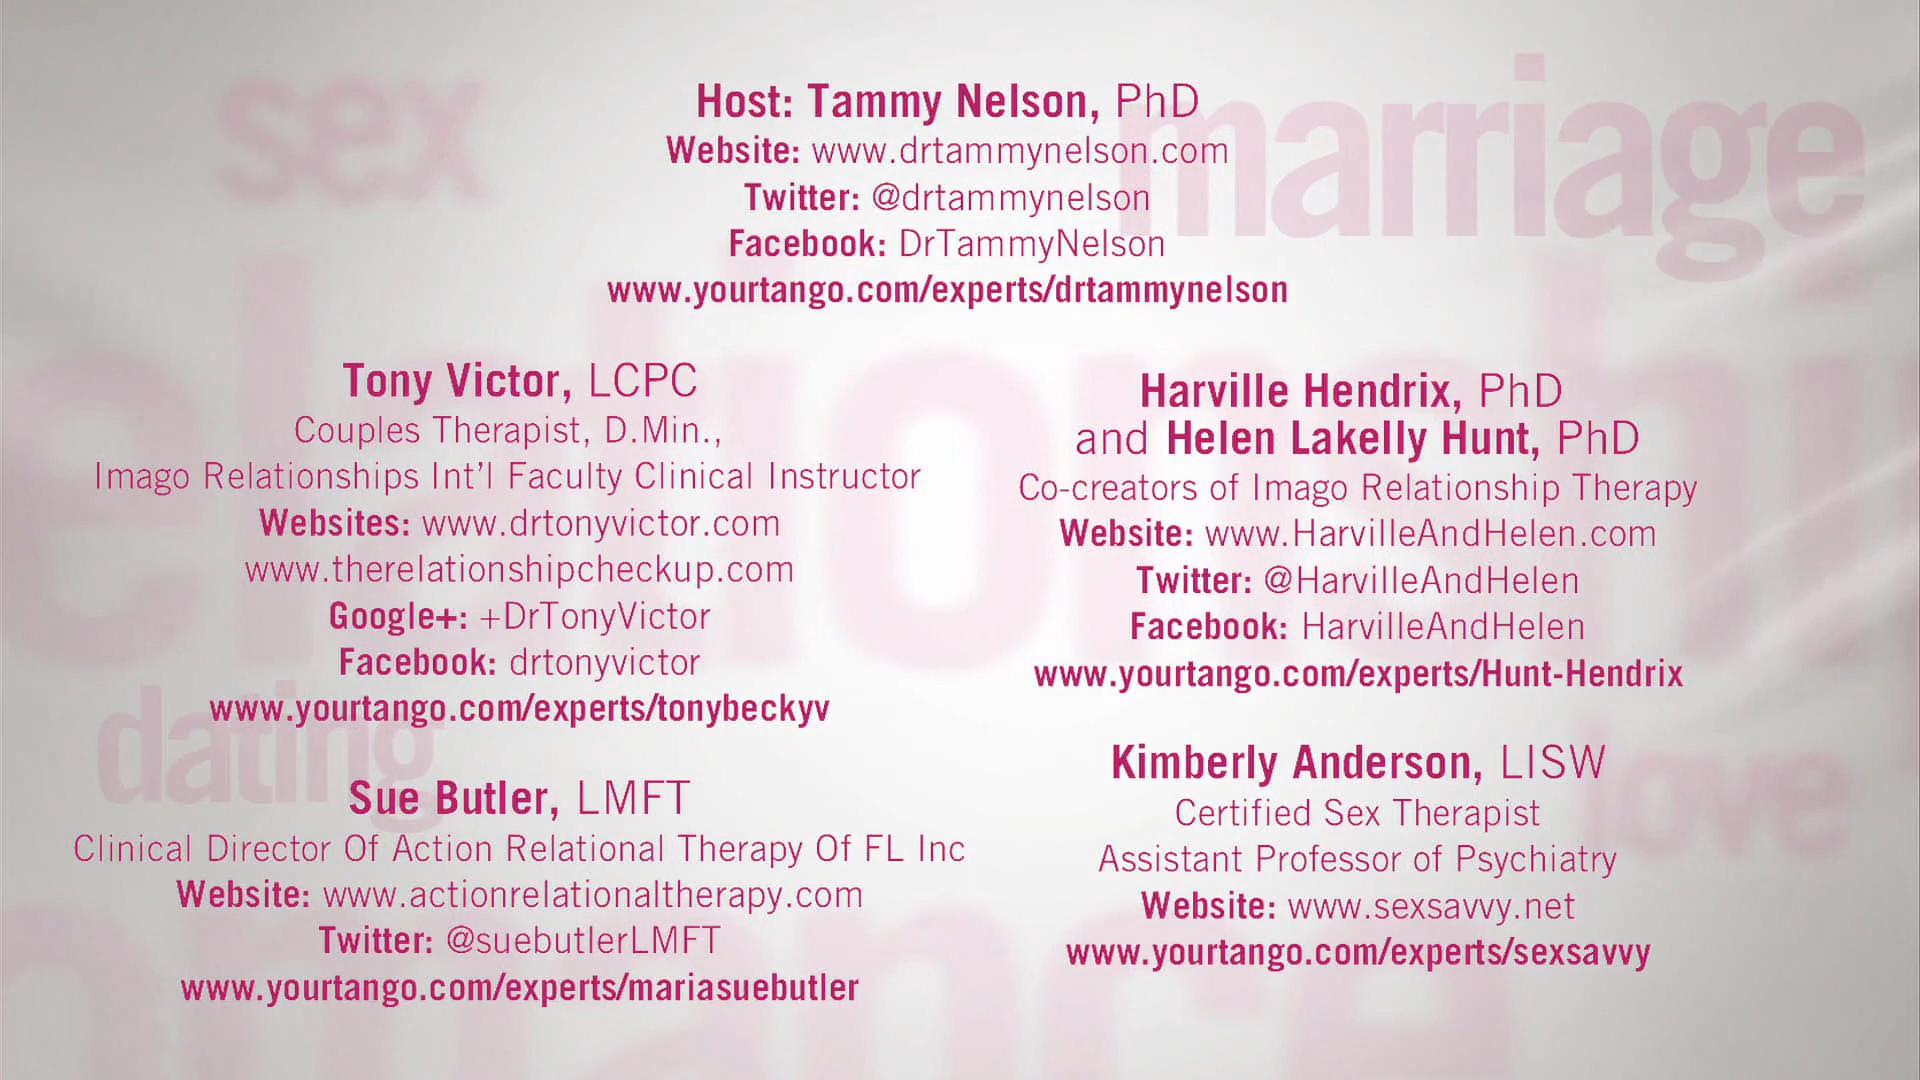 Host: Tammy Nelson, PhD
Website: www.drtammynelson.com
Twitter: @drtammynelson
Facebook: DrTammyNelson
www.yourtango.com/experts/drtammynelson
Tony Victor, LCPC
Couples Therapist, D.Min.,
Imago Relationships Int'l Faculty Clinical Instructor
Websites: www.drtonyvictor.com
www.therelationshipcheckup.com
Google+: +DrTonyVictor
Facebook: drtonyvictor
www.yourtango.com/experts/tonybeckyv
Sue Butler, LMFT
Clinical Director Of Action Relational Therapy Of FL Inc
Website: www.actionrelationaltherapy.com
Twitter: @suebutlerLMFT
www.yourtango.com/experts/mariasuebutler
Harville Hendrix, PhD
and Helen Lakelly Hunt, PhD
Co-creators of Imago Relationship Therapy
Website: www.HarvilleAndHelen.com
Twitter: @HarvilleAndHelen
Facebook: HarvilleAndHelen
www.yourtango.com/experts/Hunt-Hendrix
Kimberly Anderson, LISW
Certified Sex Therapist
Assistant Professor of Psychiatry
Website: www.sexsavvy.net
www.yourtango.com/experts/sexsavvy
sex
marriage
dating
love